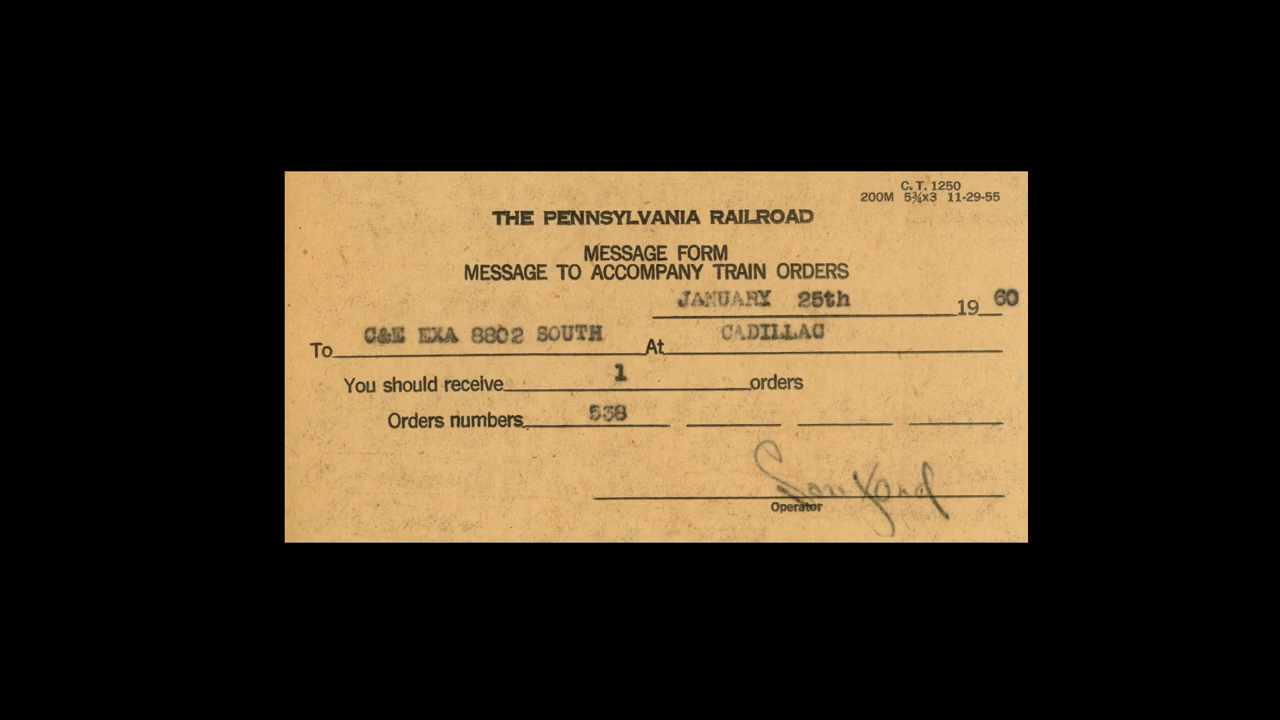 C. T. 1250
200M 5¾x3 11-29-55
THE PENNSYLVANIA RAILROAD
MESSAGE FORM
MESSAGE TO ACCOMPANY TRAIN ORDERS
JANUARY 25th 1960
To C&E EXA 8802 SOUTH At CADILLAC
You should receive 1 orders
Orders numbers 538
Operator